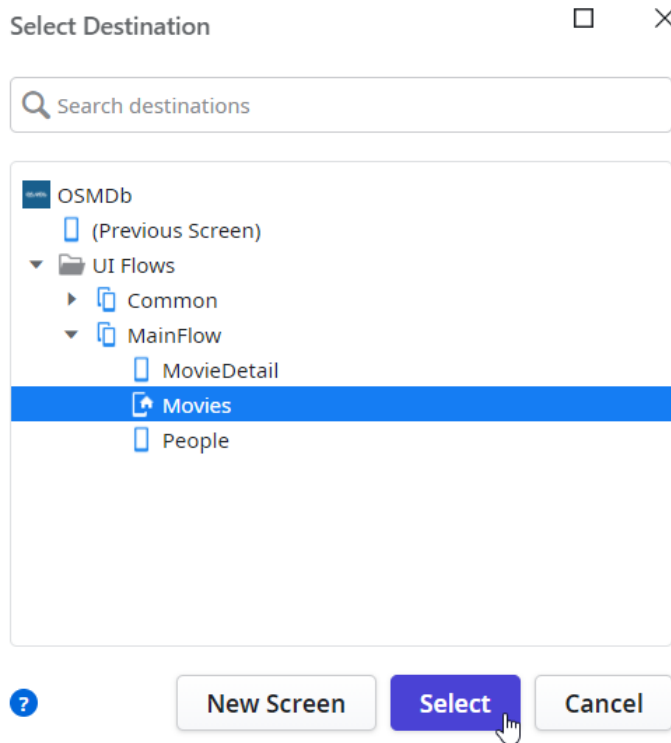 Select Destination
Search destinations
OSMDb
(Previous Screen)
UI Flows
Common
MainFlow
MovieDetail
Movies
People
?
New Screen
Select
Cancel